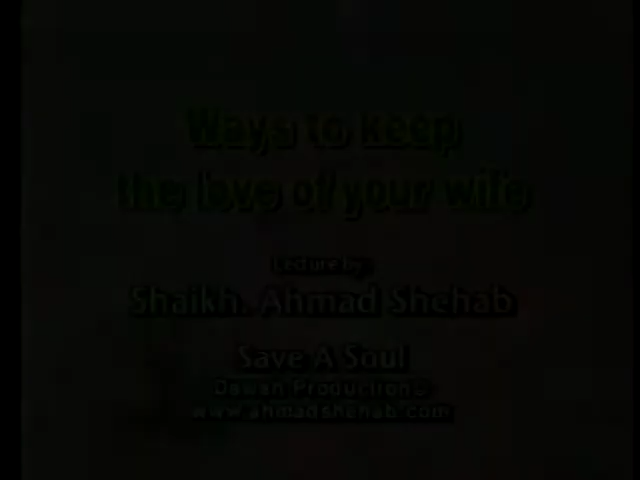 Ways to keep
the love of your wife
Lecture by:
Shaikh. Ahmad Shehab
Save A Soul
Dawah Productions
www.ahmadshehab.com